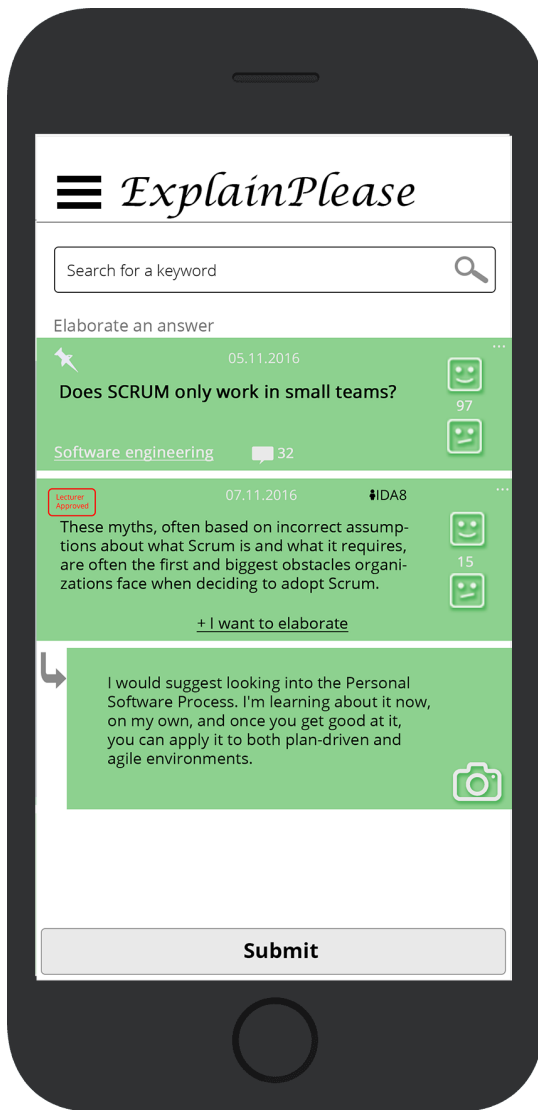 ExplainPlease
Search for a keyword
Elaborate an answer
05.11.2016
Does SCRUM only work in small teams?
97
Software engineering
32
Lecturer
Approved
07.11.2016
IDA8
These myths, often based on incorrect assump-
tions about what Scrum is and what it requires,
are often the first and biggest obstacles organi-
zations face when deciding to adopt Scrum.
15
+ I want to elaborate
I would suggest looking into the Personal
Software Process. I'm learning about it now,
on my own, and once you get good at it,
you can apply it to both plan-driven and
agile environments.
Submit